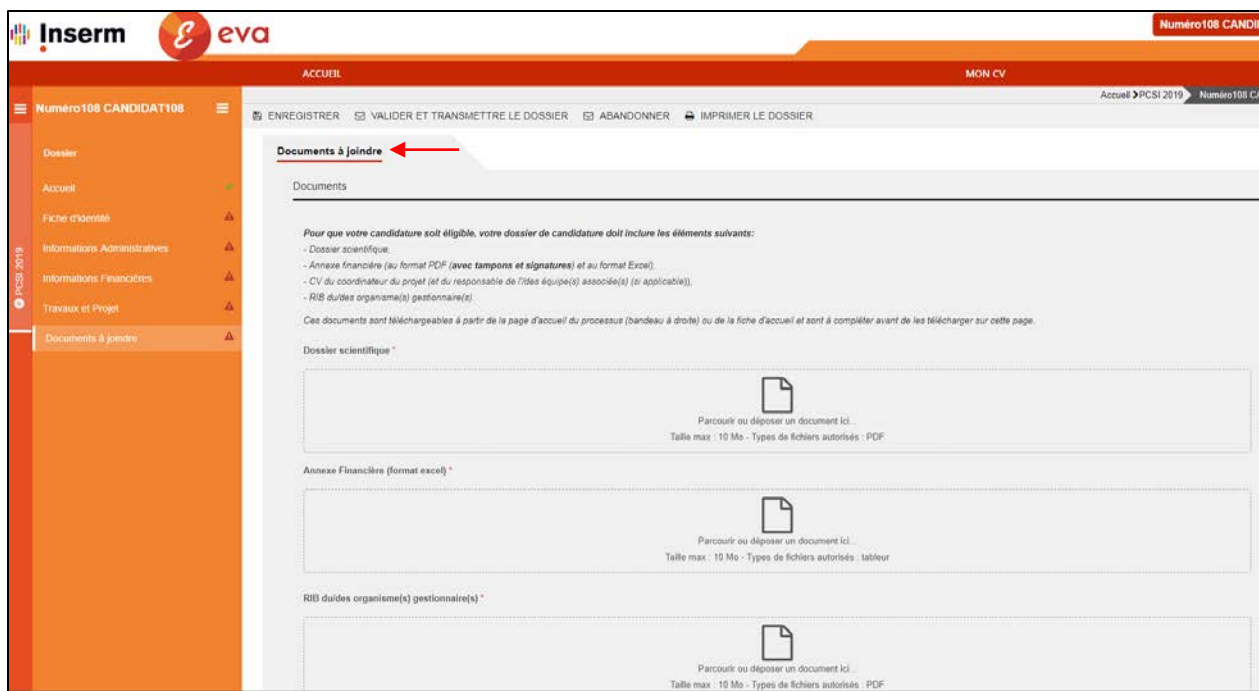 Inserm
eva
Numéro108 CANDI
ACCUEIL
MON CV
Numéro108 CANDIDAT108
Accueil PCSI 2019 Numéro108 CA
ENREGISTRER VALIDER ET TRANSMETTRE LE DOSSIER ABANDONNER IMPRIMER LE DOSSIER
PCSI 2019
Dossier
Accueil
Fiche d'identité
Informations Administratives
Informations Financières
Travaux et Projet
Documents à joindre
Documents à joindre
Documents
Pour que votre candidature soit éligible, votre dossier de candidature doit inclure les éléments suivants:
- Dossier scientifique,
- Annexe financière (au format PDF (avec tampons et signatures) et au format Excel),
- CV du coordinateur du projet (et du responsable de l'/des équipe(s) associée(s) (si applicable)),
- RIB du/des organisme(s) gestionnaire(s).
Ces documents sont téléchargeables à partir de la page d'accueil du processus (bandeau à droite) ou de la fiche d'accueil et sont à compléter avant de les télécharger sur cette page.
Dossier scientifique *
Parcourir ou déposer un document ici...
Taille max : 10 Mo - Types de fichiers autorisés : PDF
Annexe Financière (format excel) *
Parcourir ou déposer un document ici...
Taille max : 10 Mo - Types de fichiers autorisés : tableur
RIB du/des organisme(s) gestionnaire(s) *
Parcourir ou déposer un document ici...
Taille max : 10 Mo - Types de fichiers autorisés : PDF